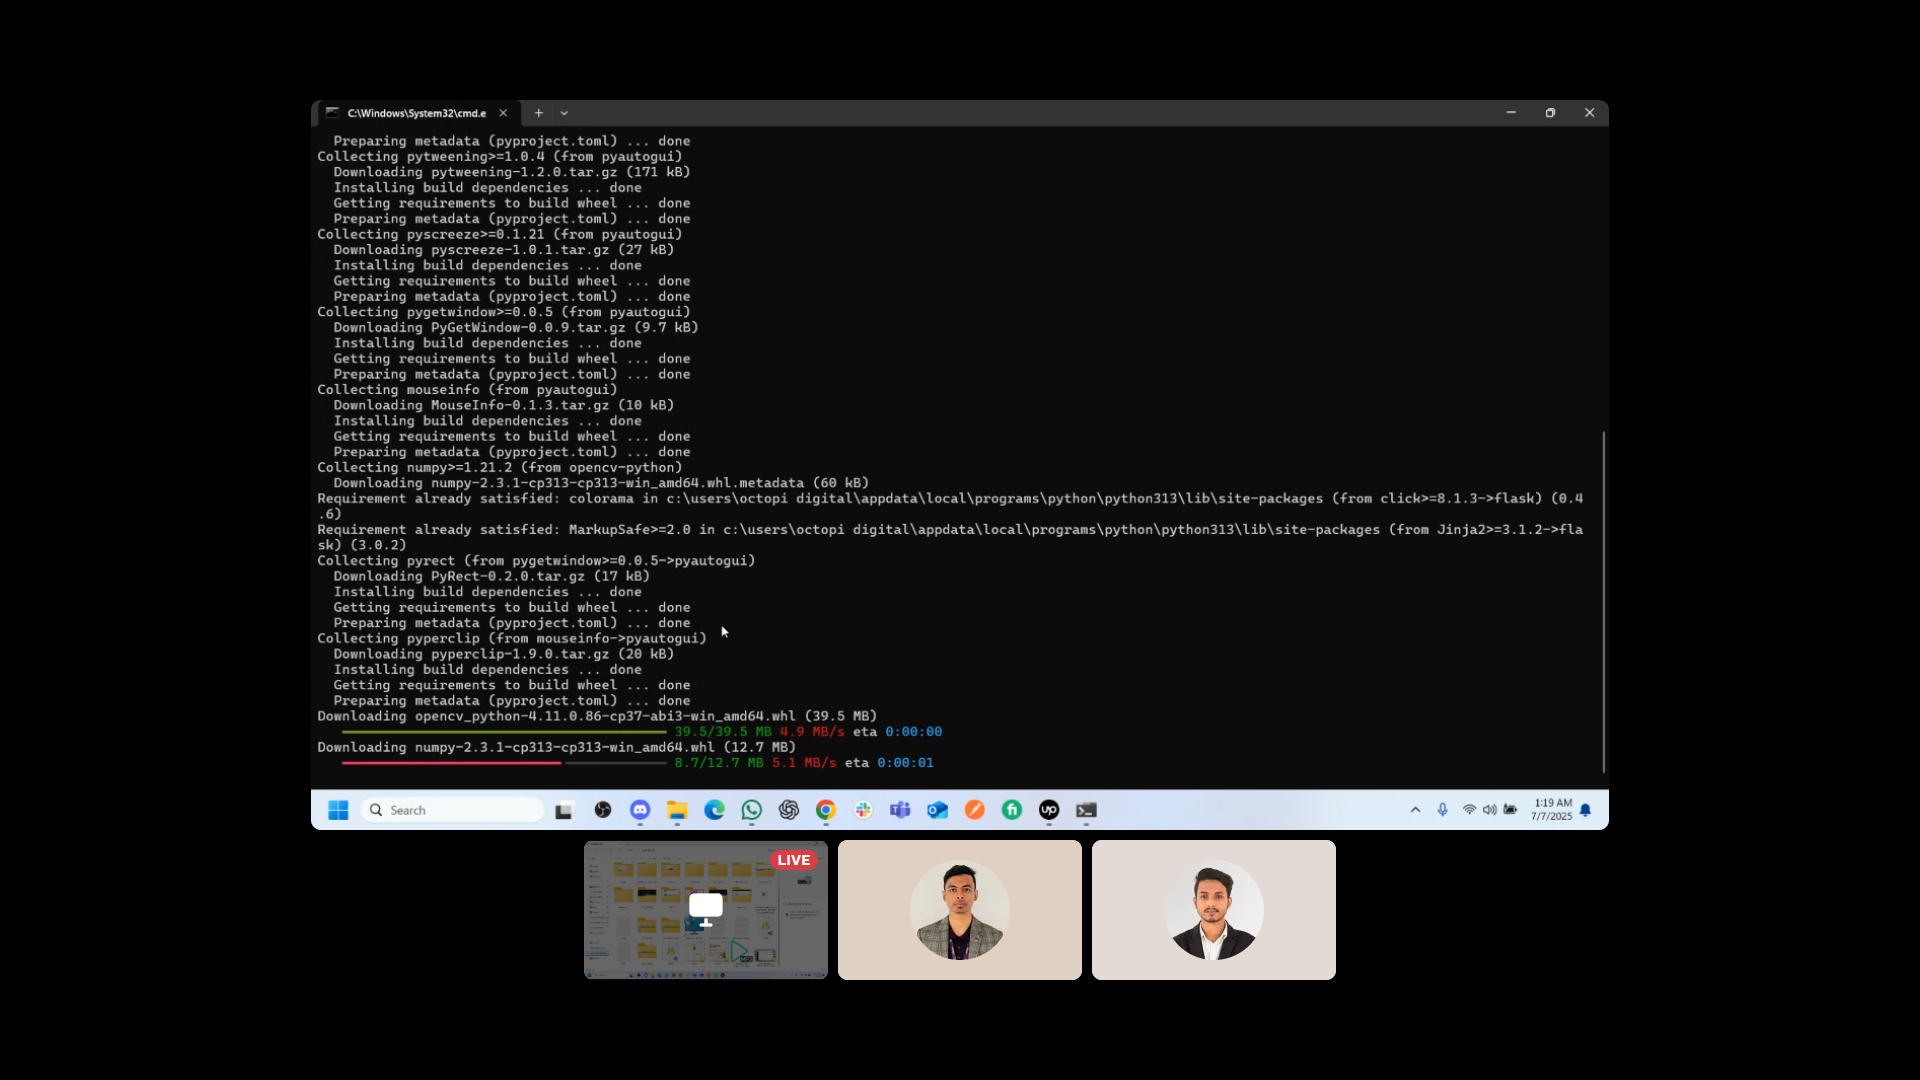 C:\Windows\System32\cmd.e
Preparing metadata (pyproject.toml) ... done
Collecting pytweening>=1.0.4 (from pyautogui)
Downloading pytweening-1.2.0.tar.gz (171 kB)
Installing build dependencies ... done
Getting requirements to build wheel ... done
Preparing metadata (pyproject.toml) ... done
Collecting pyscreeze>=0.1.21 (from pyautogui)
Downloading pyscreeze-1.0.1.tar.gz (27 kB)
Installing build dependencies ... done
Getting requirements to build wheel ... done
Preparing metadata (pyproject.toml) ... done
Collecting pygetwindow>=0.0.5 (from pyautogui)
Downloading PyGetWindow-0.0.9.tar.gz (9.7 kB)
Installing build dependencies ... done
Getting requirements to build wheel ... done
Preparing metadata (pyproject.toml) ... done
Collecting mouseinfo (from pyautogui)
Downloading MouseInfo-0.1.3.tar.gz (10 kB)
Installing build dependencies ... done
Getting requirements to build wheel ... done
Preparing metadata (pyproject.toml) ... done
Collecting numpy>=1.21.2 (from opencv-python)
Downloading numpy-2.3.1-cp313-cp313-win_amd64.whl.metadata (60 kB)
Requirement already satisfied: colorama in c:\users\octopi digital\appdata\local\programs\python\python313\lib\site-packages (from click>=8.1.3->flask) (0.4
.6)
Requirement already satisfied: MarkupSafe>=2.0 in c:\users\octopi digital\appdata\local\programs\python\python313\lib\site-packages (from Jinja2>=3.1.2->fla
sk) (3.0.2)
Collecting pyrect (from pygetwindow>=0.0.5->pyautogui)
Downloading PyRect-0.2.0.tar.gz (17 kB)
Installing build dependencies ... done
Getting requirements to build wheel ... done
Preparing metadata (pyproject.toml) ... done
Collecting pyperclip (from mouseinfo->pyautogui)
Downloading pyperclip-1.9.0.tar.gz (20 kB)
Installing build dependencies ... done
Getting requirements to build wheel ... done
Preparing metadata (pyproject.toml) ... done
Downloading opencv_python-4.11.0.86-cp37-abi3-win_amd64.whl (39.5 MB)
39.5/39.5 MB 4.9 MB/s eta 0:00:00
Downloading numpy-2.3.1-cp313-cp313-win_amd64.whl (12.7 MB)
8.7/12.7 MB 5.1 MB/s eta 0:00:01
Search
1:19 AM
7/7/2025
LIVE